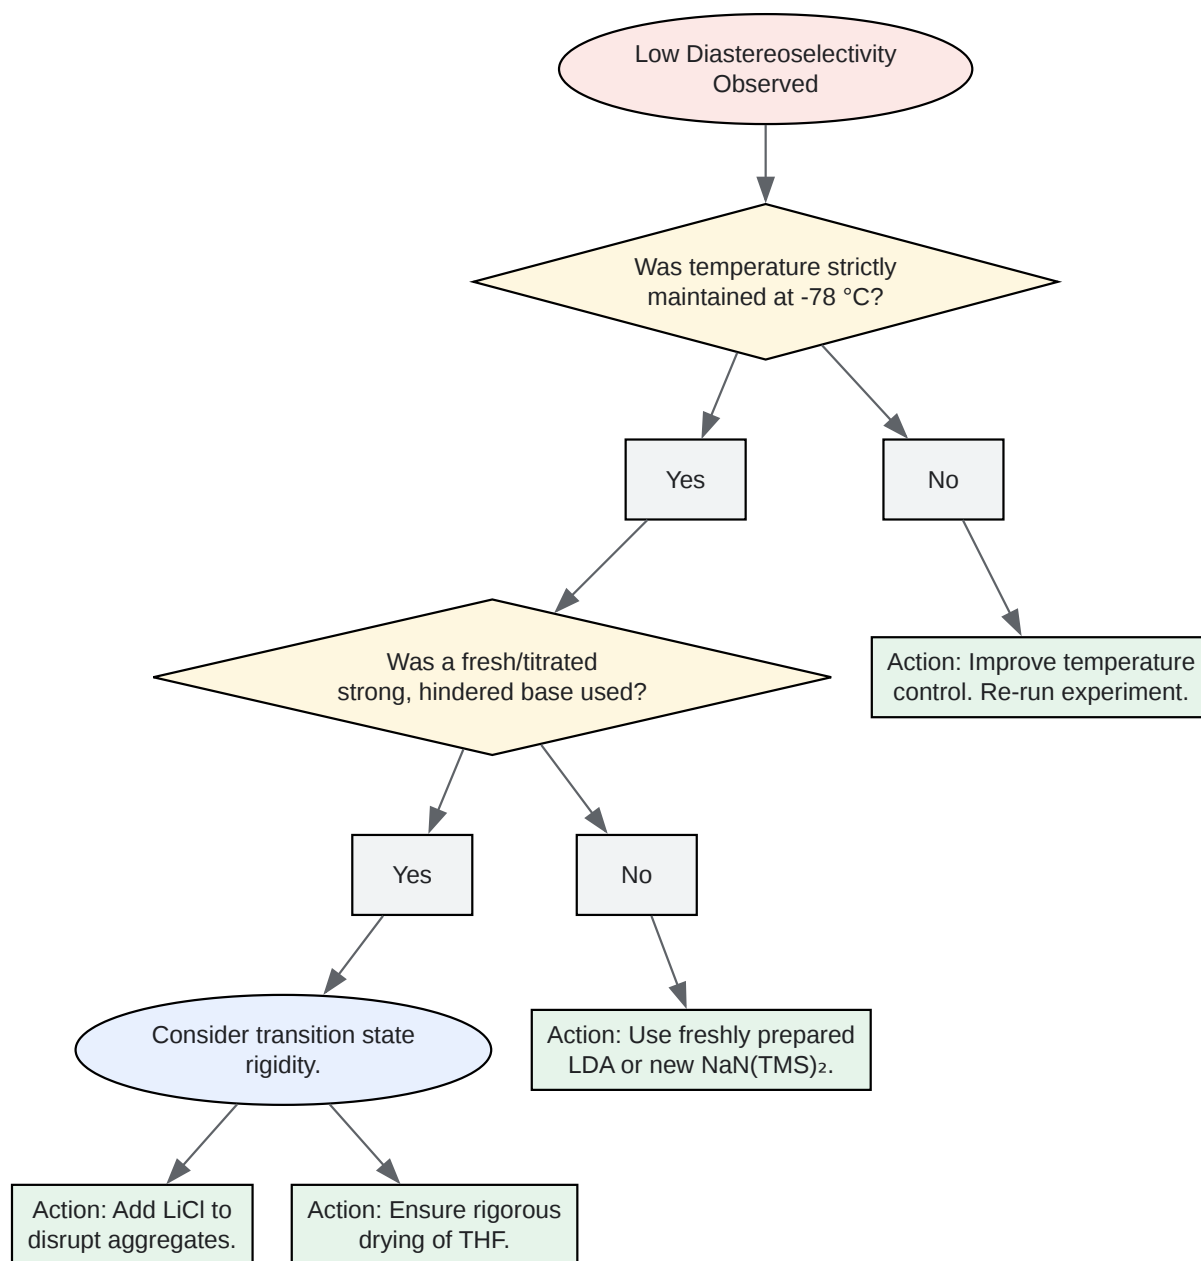 Low Diastereoselectivity
Observed
Was temperature strictly
maintained at -78 °C?
Yes
No
Was a fresh/titrated
strong, hindered base used?
Action: Improve temperature
control. Re-run experiment.
Yes
No
Consider transition state
rigidity.
Action: Use freshly prepared
LDA or new NaN(TMS)₂.
Action: Add LiCl to
disrupt aggregates.
Action: Ensure rigorous
drying of THF.